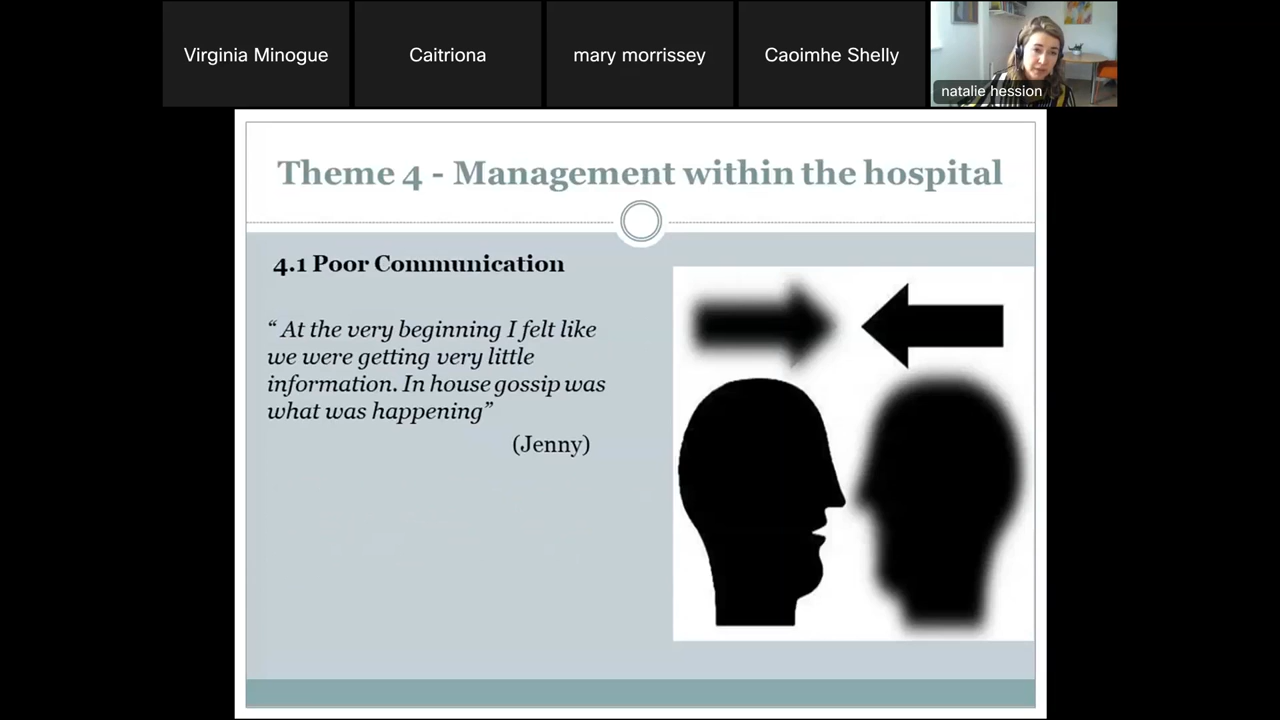 Virginia Minogue
Caitriona
mary morrissey
Caoimhe Shelly
natalie hession
Theme 4 - Management within the hospital
4.1 Poor Communication
“ At the very beginning I felt like
we were getting very little
information. In house gossip was
what was happening”
(Jenny)